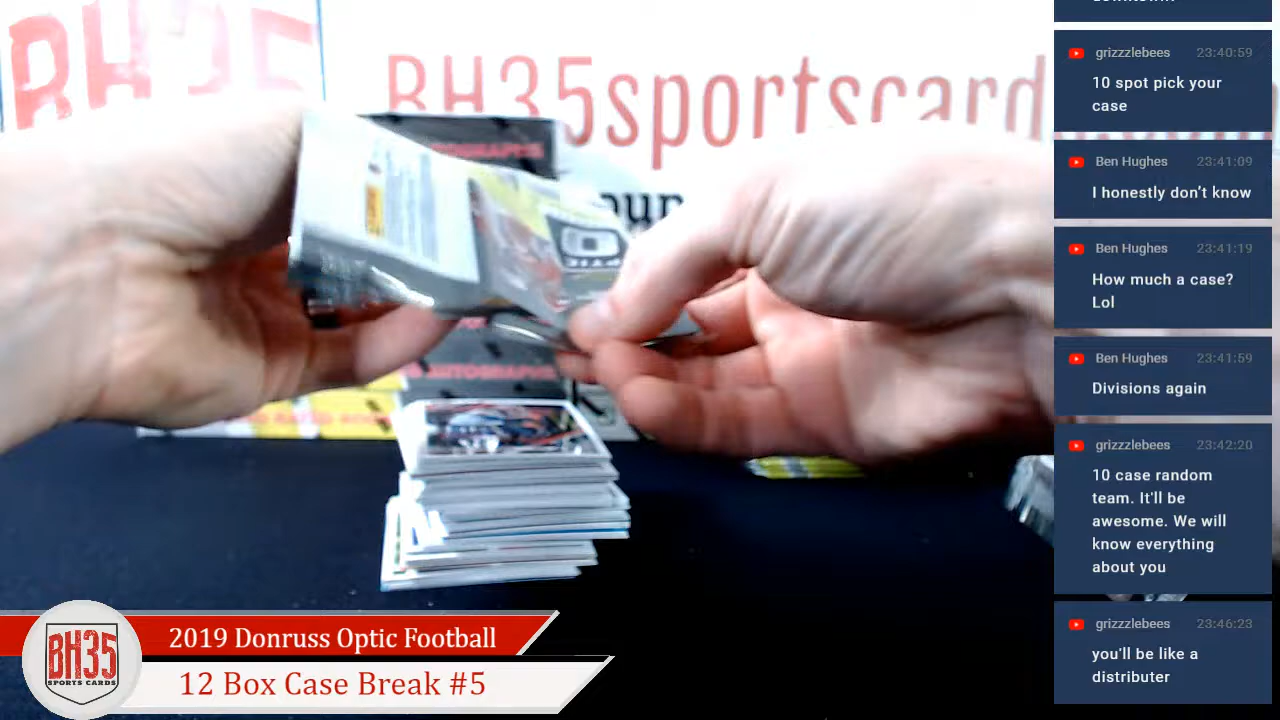 BH35
BH35sportscard
our
AUTOGRAPHS
grizzzlebees 23:40:59
10 spot pick your
case
Ben Hughes 23:41:09
I honestly don't know
Ben Hughes 23:41:19
How much a case?
Lol
Ben Hughes 23:41:59
Divisions again
grizzzlebees 23:42:20
10 case random
team. It'll be
awesome. We will
know everything
about you
grizzzlebees 23:46:23
you'll be like a
distributer
BH35
SPORTS CARDS
2019 Donruss Optic Football
12 Box Case Break #5